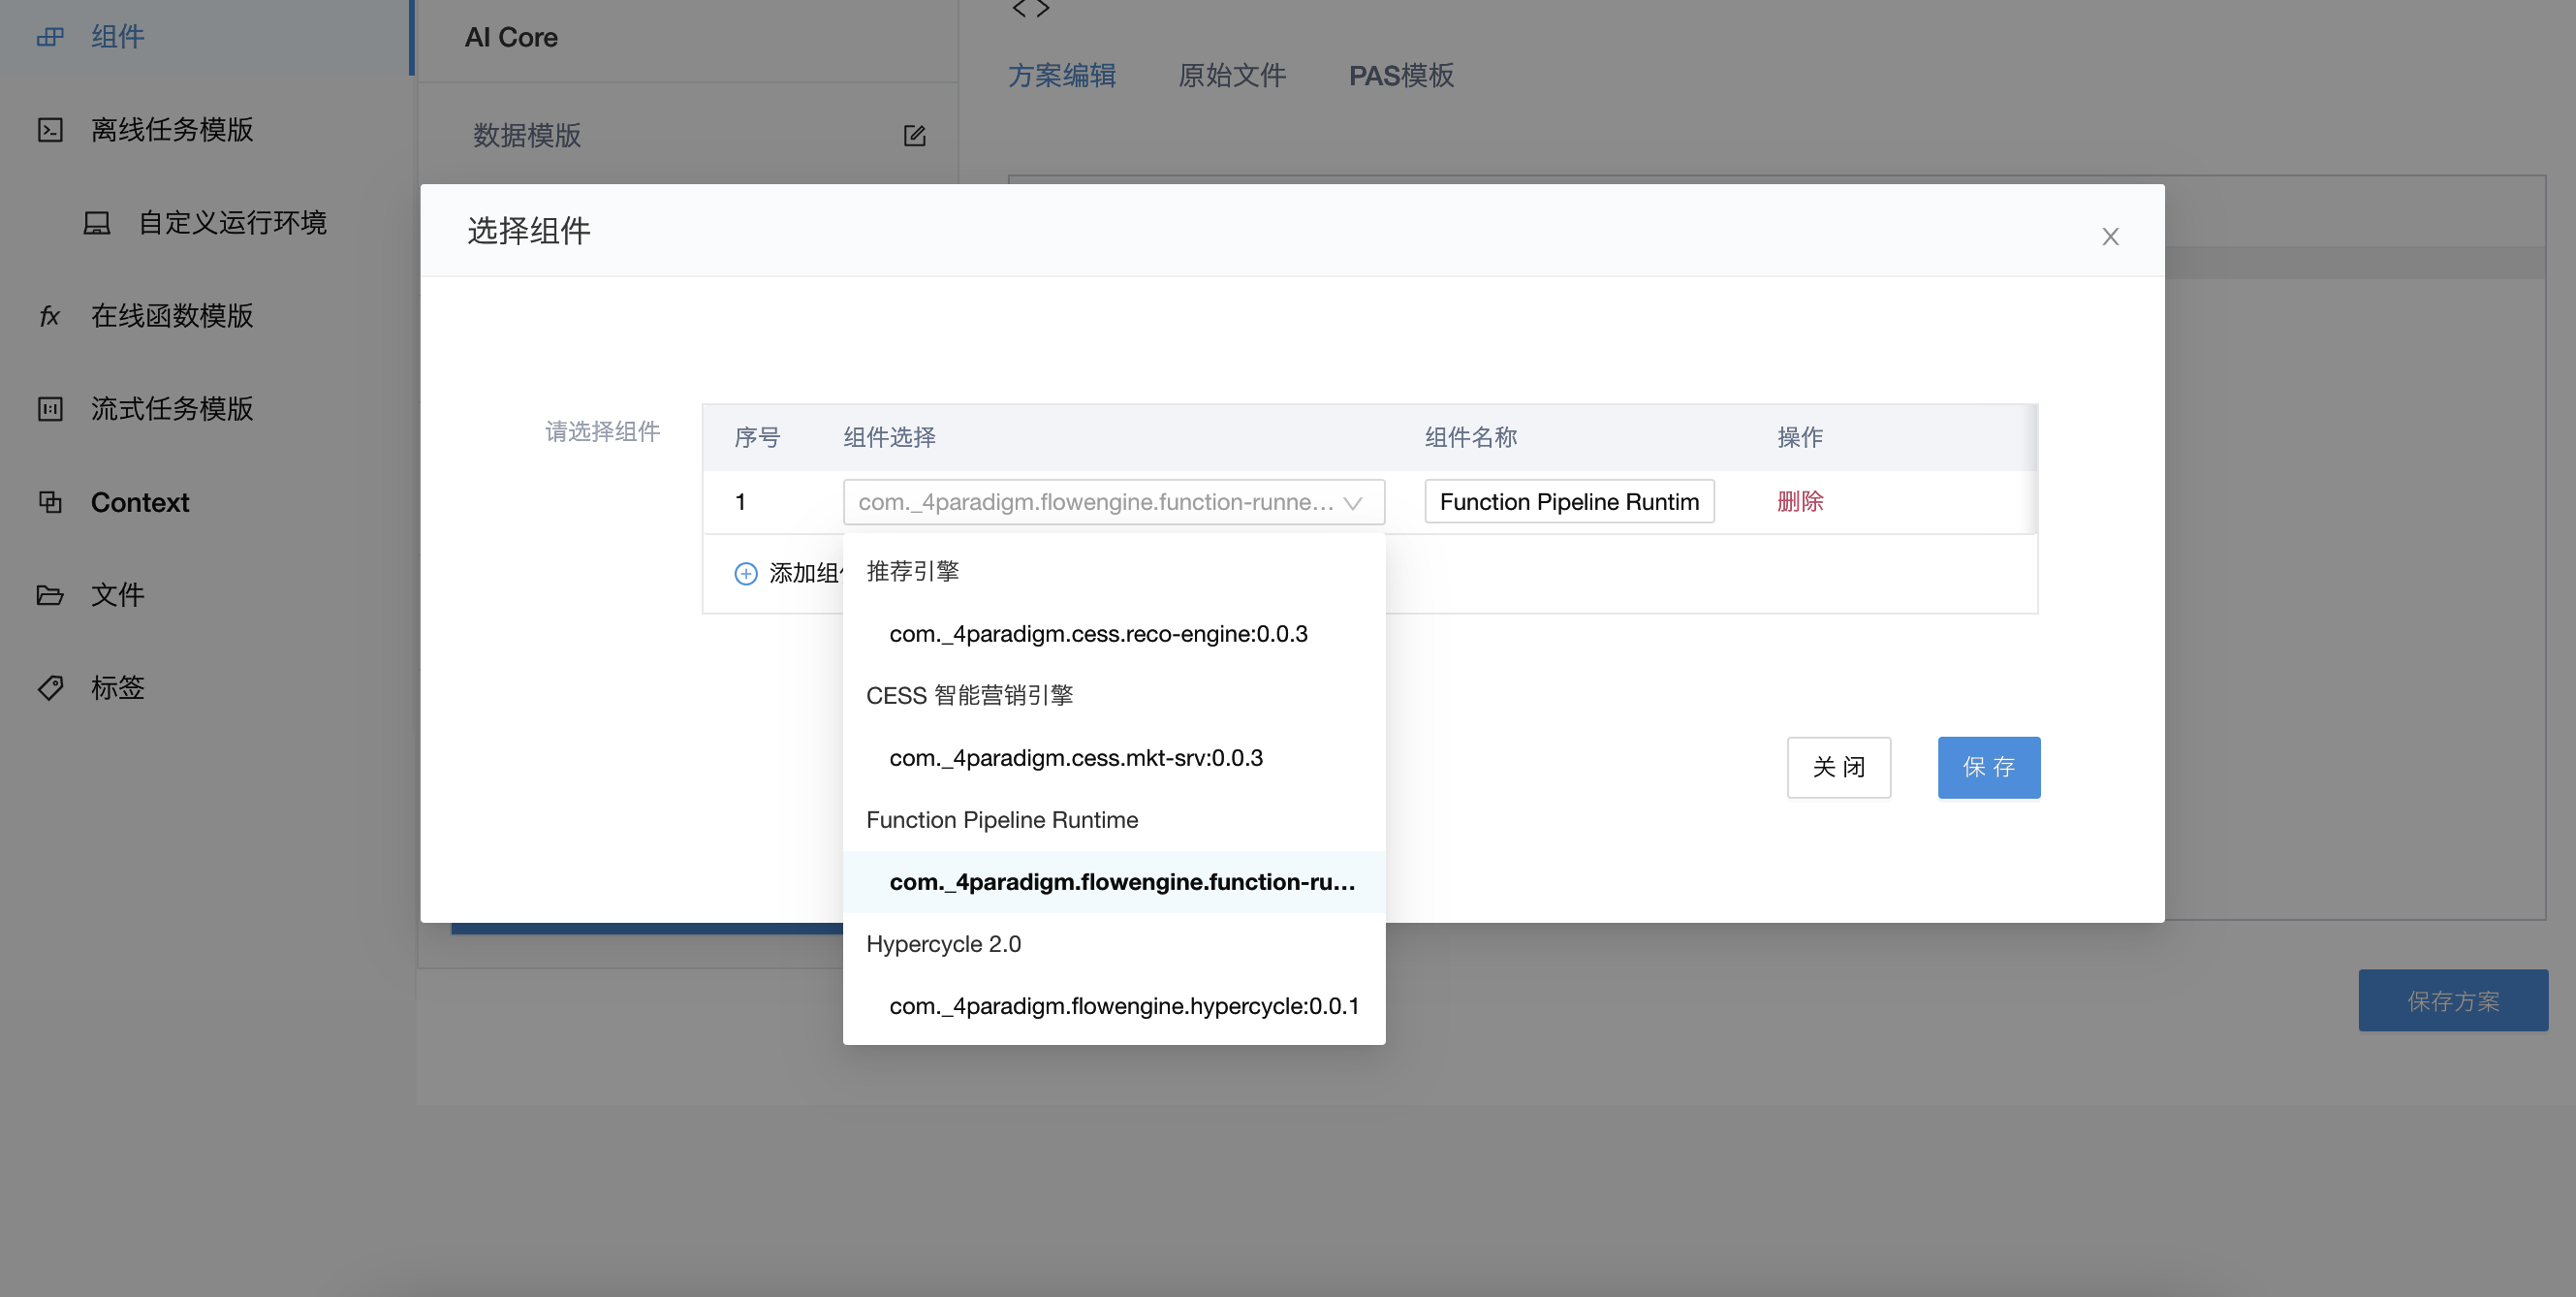 组件
离线任务模版
自定义运行环境
fx 在线函数模版
流式任务模版
Context
文件
标签
AI Core
数据模版
方案编辑 原始文件 PAS模板
选择组件
请选择组件
序号 组件选择 组件名称 操作
1 com._4paradigm.flowengine.function-runne... Function Pipeline Runtim 删除
添加组
推荐引擎
com._4paradigm.cess.reco-engine:0.0.3
CESS 智能营销引擎
com._4paradigm.cess.mkt-srv:0.0.3
Function Pipeline Runtime
com._4paradigm.flowengine.function-ru...
Hypercycle 2.0
com._4paradigm.flowengine.hypercycle:0.0.1
关 闭 保 存
保存方案